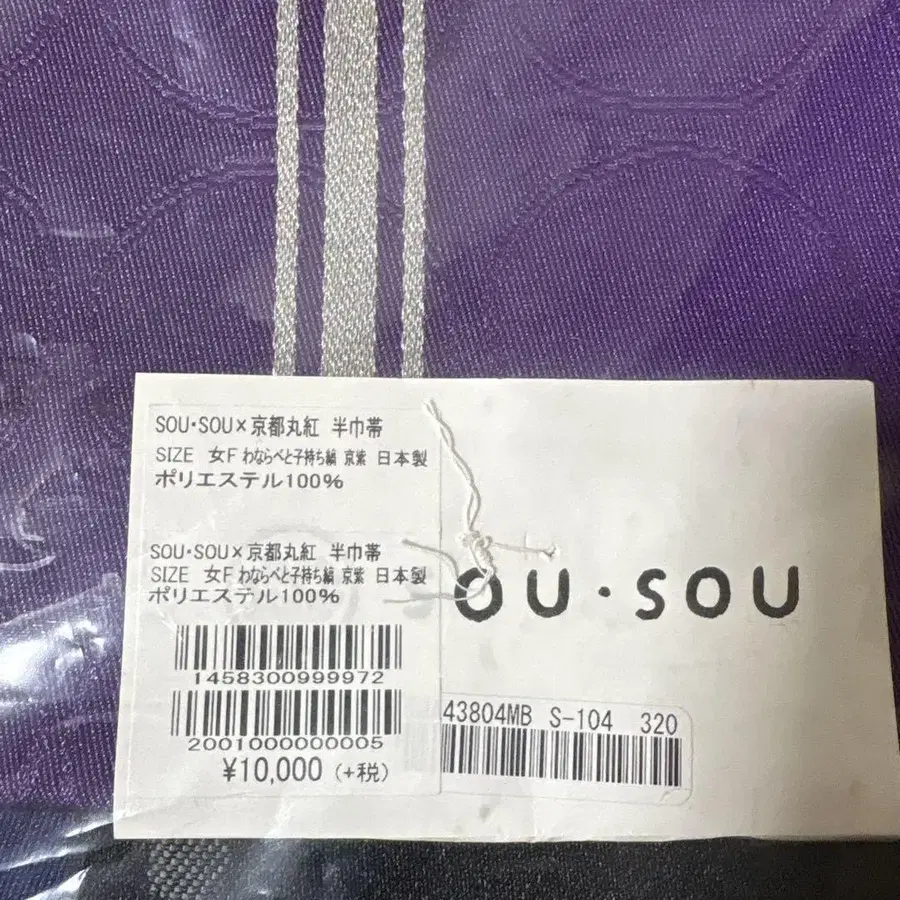 SOU・SOU×京都丸紅 半巾帯
SIZE 女F わならべと子持ち縞 京紫 日本製
ポリエステル100%
SOU・SOU×京都丸紅 半巾帯
SIZE 女F わならべと子持ち縞 京紫 日本製
ポリエステル100%
1458300999972
2001000000005
¥10,000 (+税)
OU・SOU
43804MB S-104 320